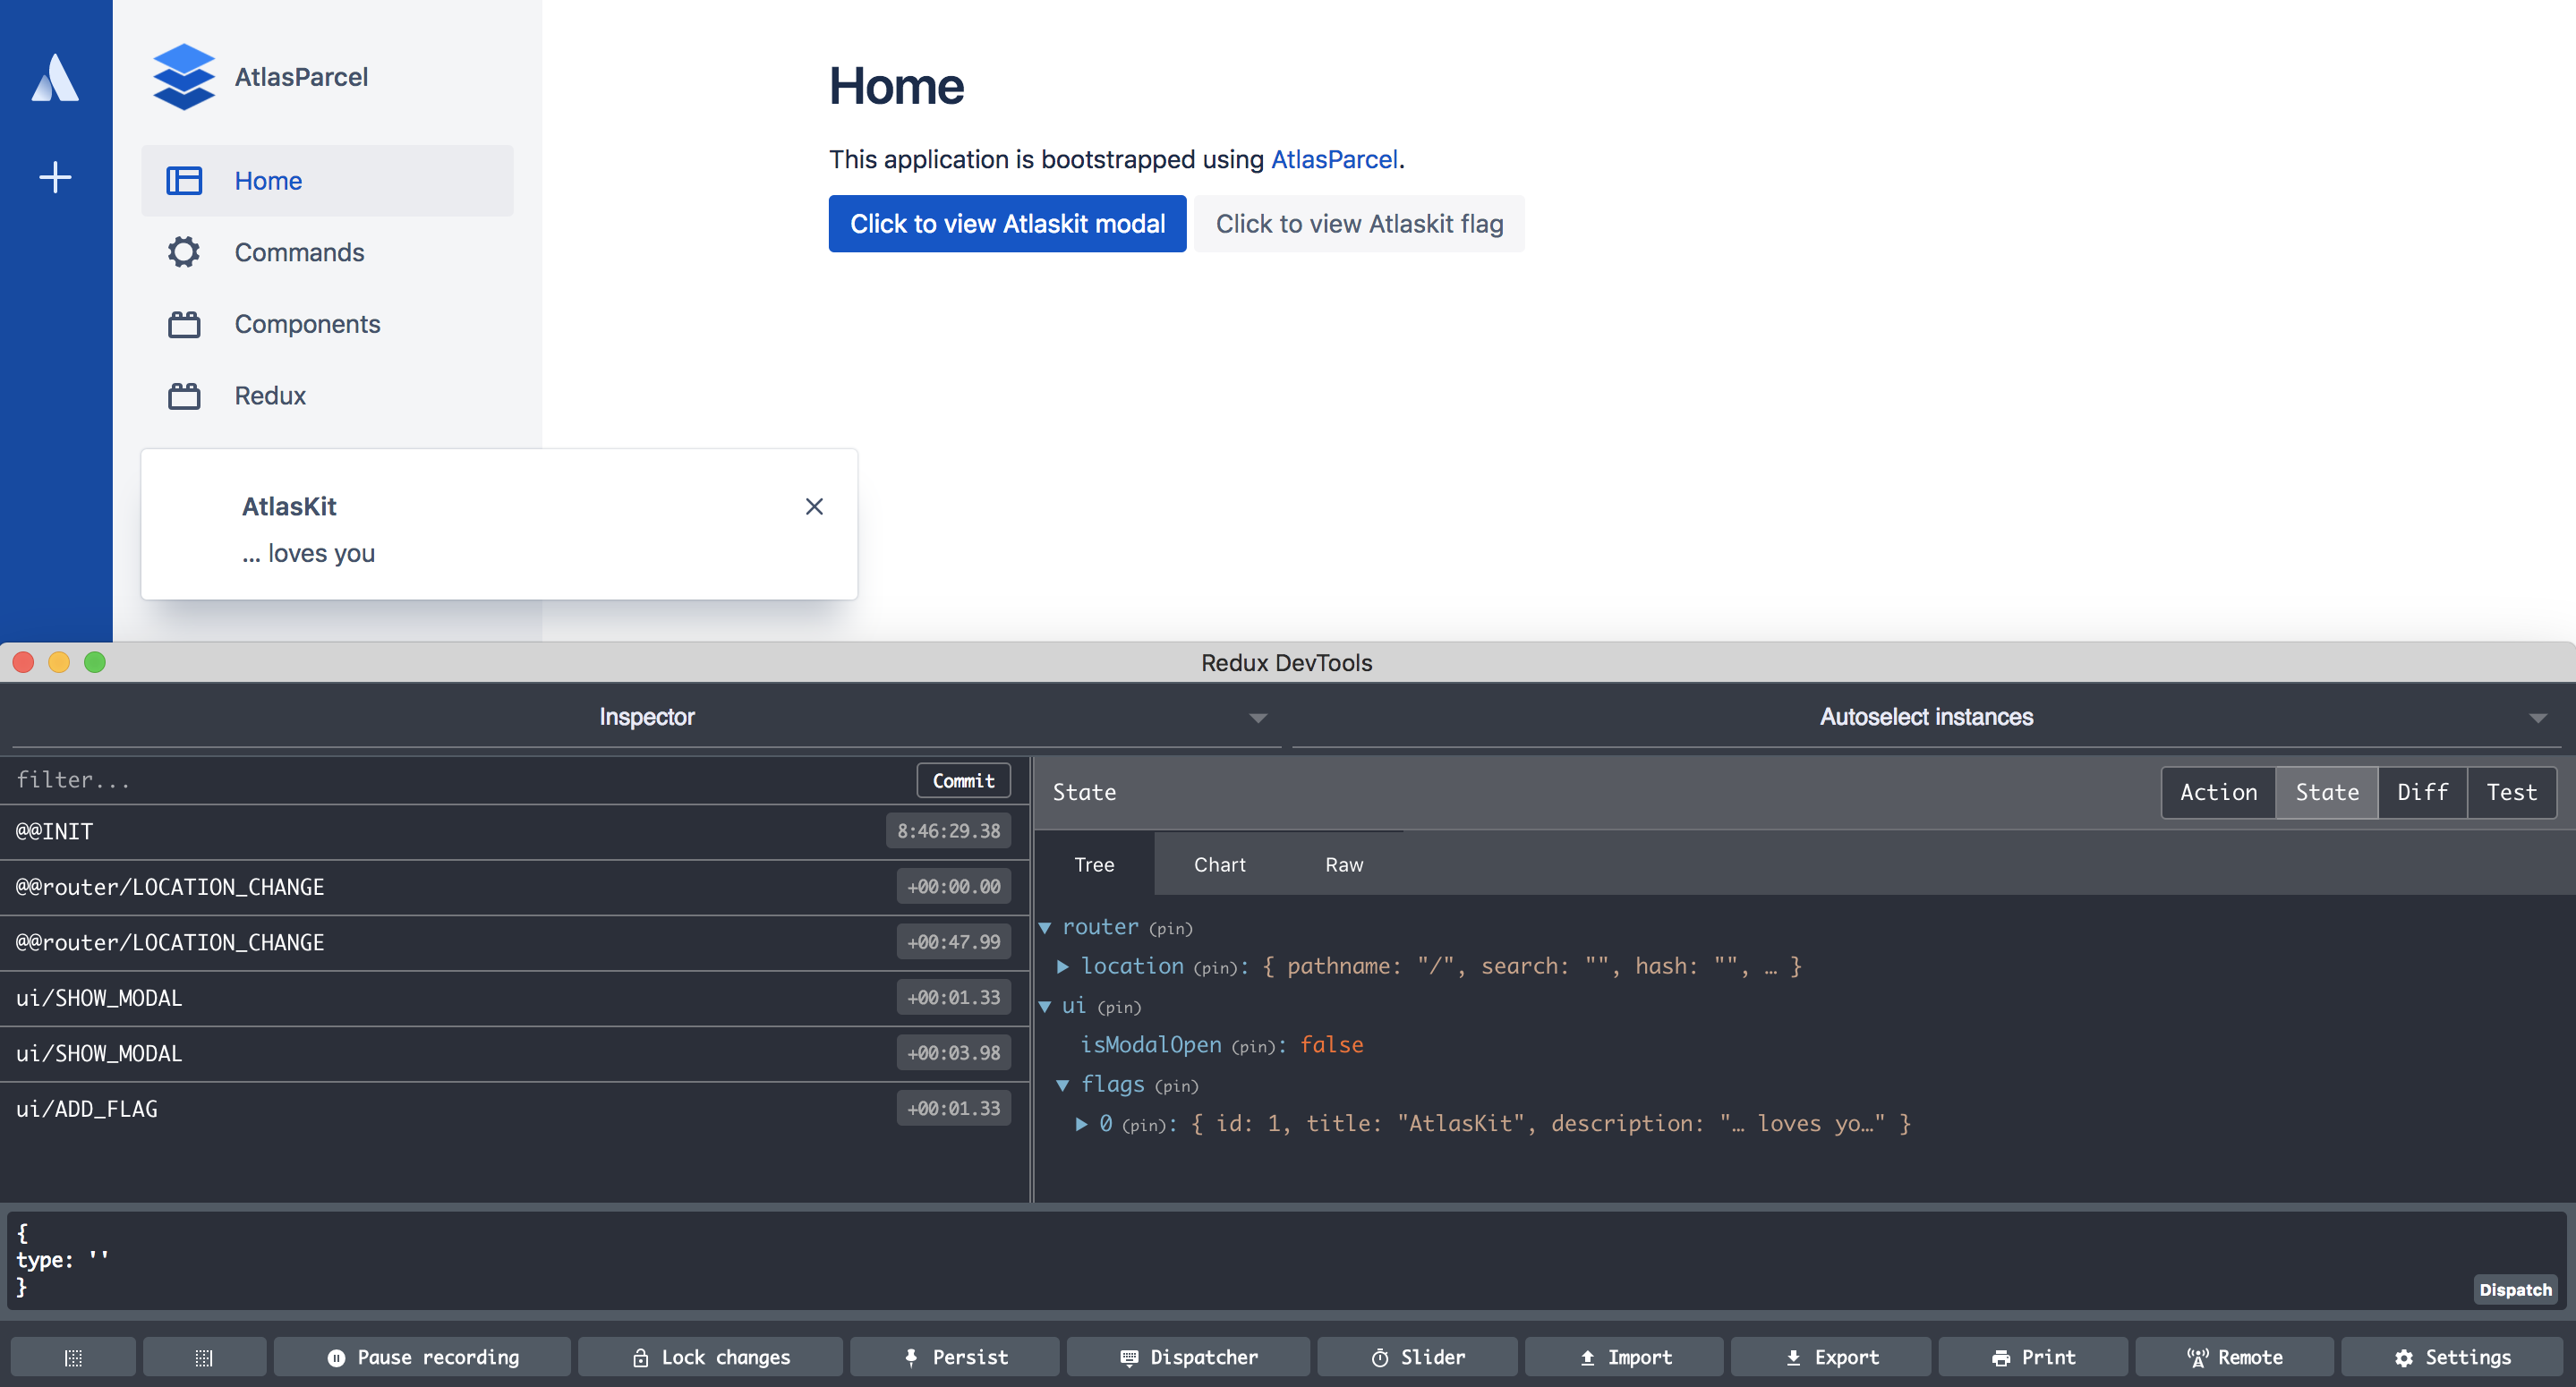 AtlasParcel
Home
Commands
Components
Redux
Home
This application is bootstrapped using AtlasParcel.
Click to view Atlaskit modal
Click to view Atlaskit flag
AtlasKit
... loves you
Redux DevTools
Inspector
Autoselect instances
filter...
Commit
@@INIT 8:46:29.38
@@router/LOCATION_CHANGE +00:00.00
@@router/LOCATION_CHANGE +00:47.99
ui/SHOW_MODAL +00:01.33
ui/SHOW_MODAL +00:03.98
ui/ADD_FLAG +00:01.33
State
Action State Diff Test
Tree Chart Raw
router (pin)
location (pin): { pathname: "/", search: "", hash: "", … }
ui (pin)
isModalOpen (pin): false
flags (pin)
0 (pin): { id: 1, title: "AtlasKit", description: "… loves yo…" }
{
type: ''
}
Dispatch
Pause recording
Lock changes
Persist
Dispatcher
Slider
Import
Export
Print
Remote
Settings